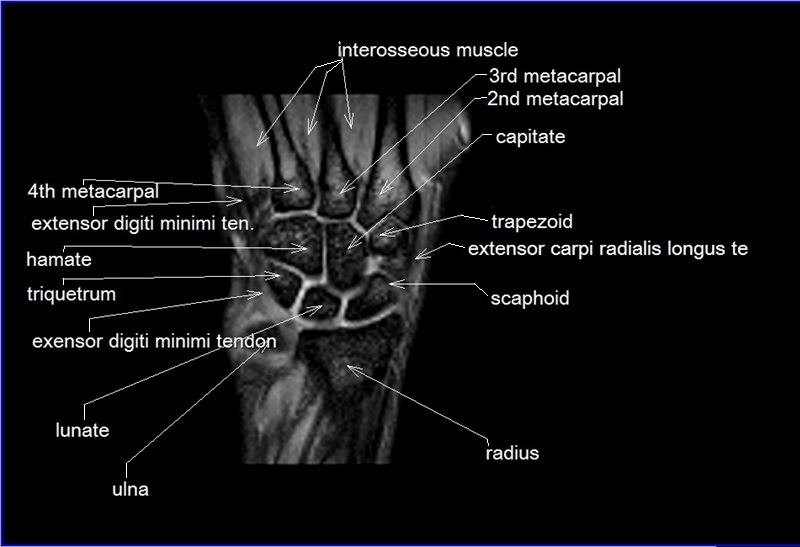 interosseous muscle
3rd metacarpal
2nd metacarpal
capitate
4th metacarpal
extensor digiti minimi ten.
trapezoid
extensor carpi radialis longus te
hamate
triquetrum
scaphoid
exensor digiti minimi tendon
lunate
radius
ulna